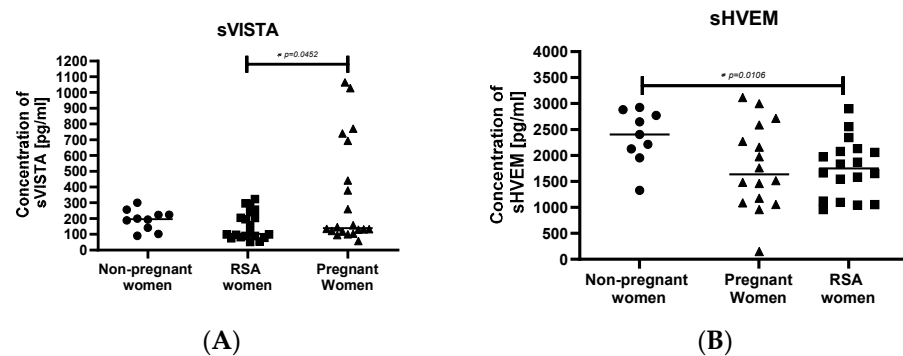 sVISTA
* p=0.0452
1200
1100
1000
900
800
700
600
500
400
300
200
100
0
Concentration of
sVISTA [pg/ml]
Non-pregnant
women
RSA
women
Pregnant
Women
(A)
sHVEM
* p=0.0106
4000
3500
3000
2500
2000
1500
1000
500
0
Concentration of
sHVEM [pg/ml]
Non-pregnant
women
Pregnant
Women
RSA
women
(B)